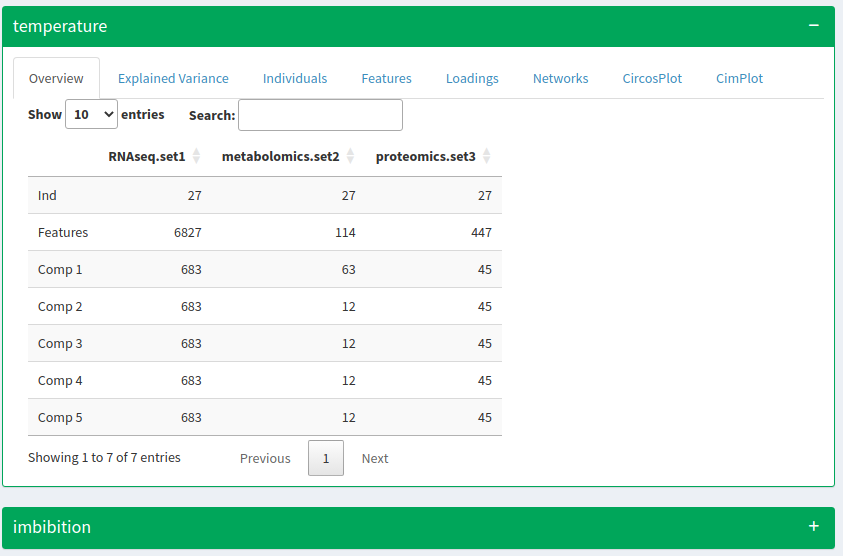 temperature −
Overview Explained Variance Individuals Features Loadings Networks CircosPlot CimPlot
Show 10 entries Search:
RNAseq.set1 metabolomics.set2 proteomics.set3
Ind 27 27 27
Features 6827 114 447
Comp 1 683 63 45
Comp 2 683 12 45
Comp 3 683 12 45
Comp 4 683 12 45
Comp 5 683 12 45
Showing 1 to 7 of 7 entries Previous 1 Next
imbibition +